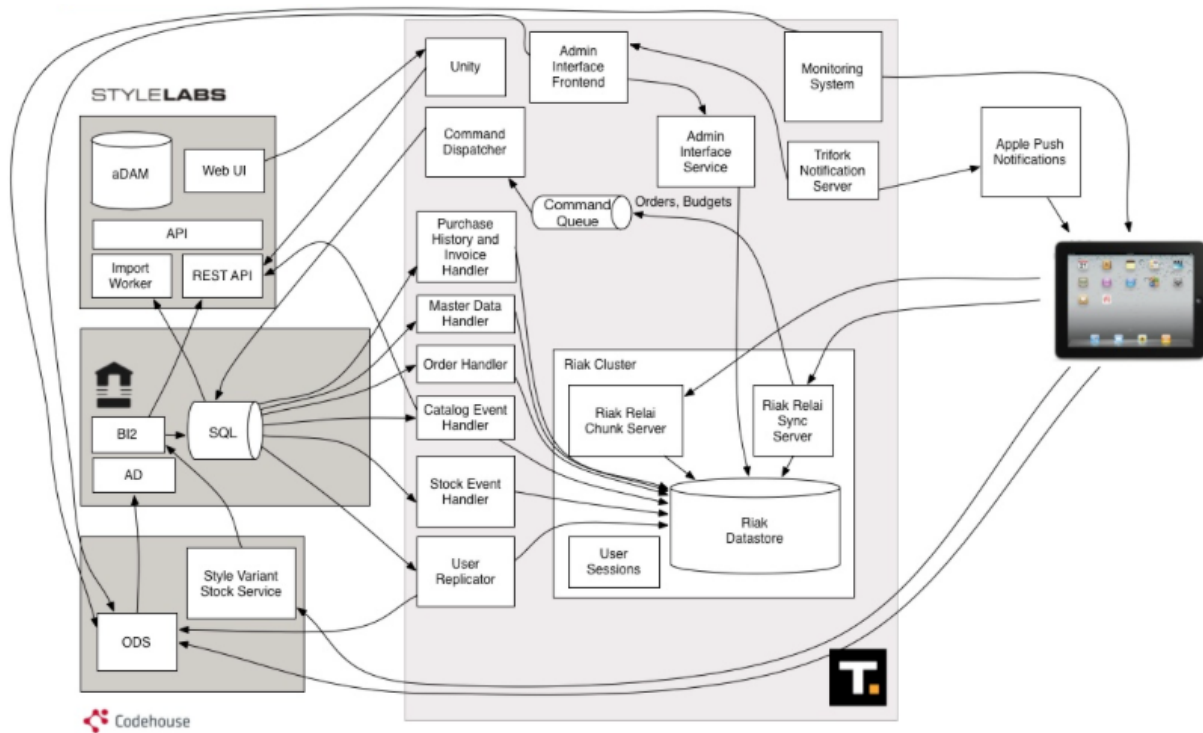 STYLELABS
aDAM
Web UI
API
Import
Worker
REST API
BI2
AD
SQL
Style Variant
Stock Service
ODS
Codehouse
Unity
Command
Dispatcher
Purchase
History and
Invoice
Handler
Master Data
Handler
Order Handler
Catalog Event
Handler
Stock Event
Handler
User
Replicator
Admin
Interface
Frontend
Admin
Interface
Service
Command
Queue
Orders, Budgets
Monitoring
System
Trifork
Notification
Server
Riak Cluster
Riak Relai
Chunk Server
Riak Relai
Sync
Server
Riak
Datastore
User
Sessions
T.
Apple Push
Notifications